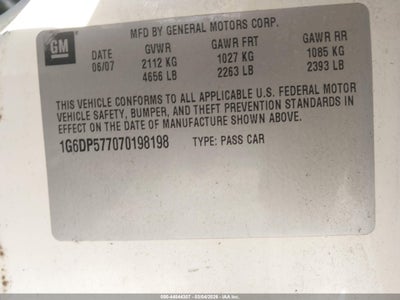 MFD BY GENERAL MOTORS CORP.
GM
DATE GVWR GAWR FRT GAWR RR
06/07 2112 KG 1027 KG 1085 KG
4656 LB 2263 LB 2393 LB
THIS VEHICLE CONFORMS TO ALL APPLICABLE U.S. FEDERAL MOTOR
VEHICLE SAFETY, BUMPER, AND THEFT PREVENTION STANDARDS IN
EFFECT ON THE DATE OF MANUFACTURE SHOWN ABOVE.
1G6DP577070198198 TYPE: PASS CAR